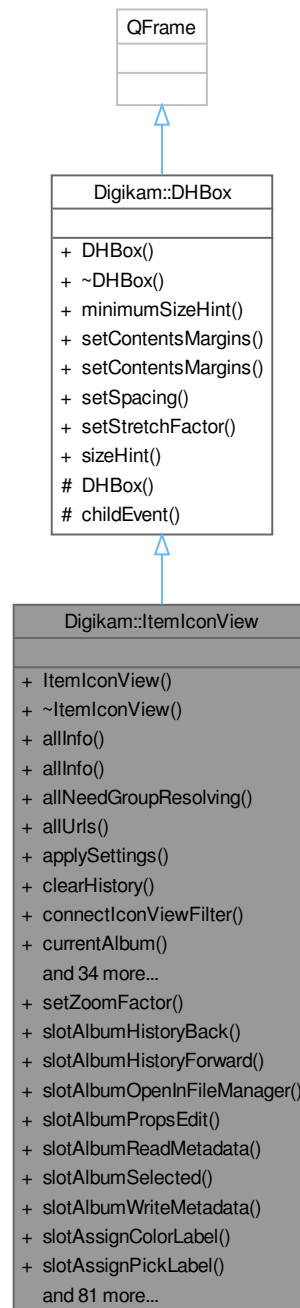 QFrame
Digikam::DHBox
+ DHBox()
+ ~DHBox()
+ minimumSizeHint()
+ setContentsMargins()
+ setContentsMargins()
+ setSpacing()
+ setStretchFactor()
+ sizeHint()
# DHBox()
# childEvent()
Digikam::ItemIconView
+ ItemIconView()
+ ~ItemIconView()
+ allInfo()
+ allInfo()
+ allNeedGroupResolving()
+ allUrls()
+ applySettings()
+ clearHistory()
+ connectIconViewFilter()
+ currentAlbum()
and 34 more...
+ setZoomFactor()
+ slotAlbumHistoryBack()
+ slotAlbumHistoryForward()
+ slotAlbumOpenInFileManager()
+ slotAlbumPropsEdit()
+ slotAlbumReadMetadata()
+ slotAlbumSelected()
+ slotAlbumWriteMetadata()
+ slotAssignColorLabel()
+ slotAssignPickLabel()
and 81 more...